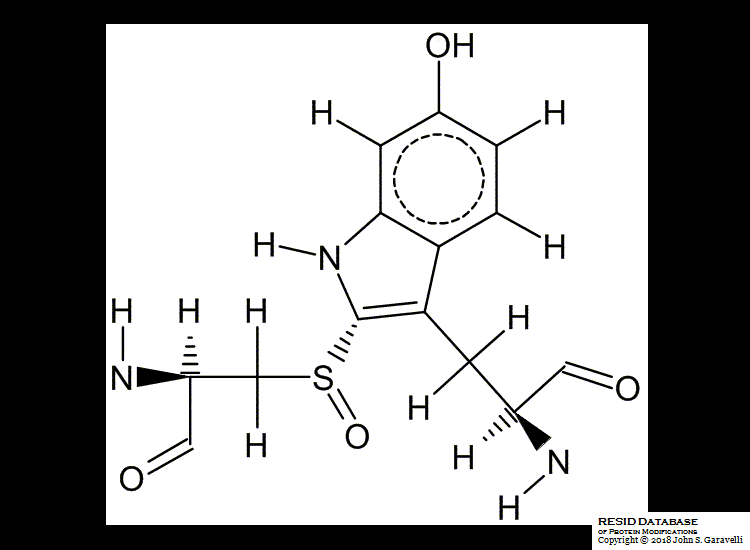 OH
H H
H N H
H H H H
N S H O
H O
H H N
O H
RESID DATABASE
OF PROTEIN MODIFICATIONS
Copyright © 2018 John S. Garavelli